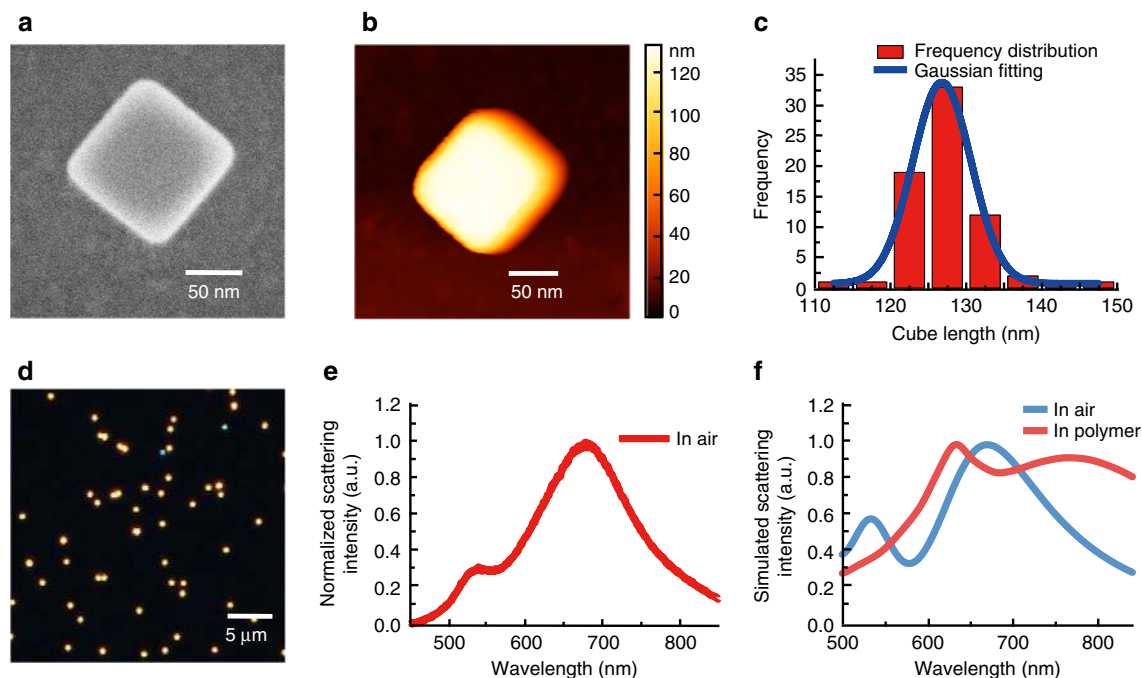 a
50 nm
b
50 nm
nm
120
100
80
60
40
20
0
c
Frequency distribution
Gaussian fitting
Frequency
35
30
25
20
15
10
5
0
110
120
130
140
150
Cube length (nm)
d
5 μm
e
Normalized scattering
intensity (a.u.)
1.2
1.0
0.8
0.6
0.4
0.2
0.0
In air
500
600
700
800
Wavelength (nm)
f
Simulated scattering
intensity (a.u.)
1.2
1.0
0.8
0.6
0.4
0.2
0.0
In air
In polymer
500
600
700
800
Wavelength (nm)